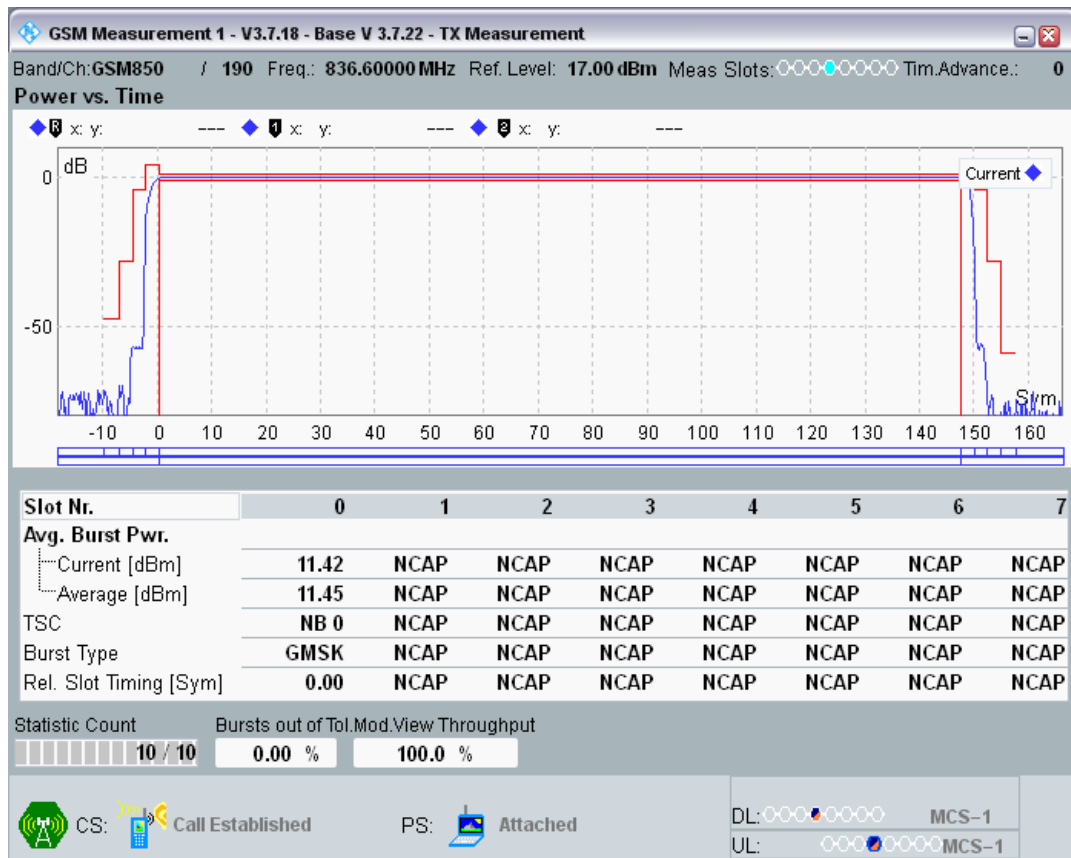 GSM Measurement 1 - V3.7.18 - Base V 3.7.22 - TX Measurement
Band/Ch:GSM850 / 190 Freq.: 836.60000 MHz Ref. Level: 17.00 dBm Meas Slots: Tim.Advance.: 0
Power vs. Time
R x: y: --- 1 x: y: --- 2 x: y: ---
dB
0
Current
-50
Sym
-10 0 10 20 30 40 50 60 70 80 90 100 110 120 130 140 150 160
Slot Nr. 0 1 2 3 4 5 6 7
Avg. Burst Pwr.
Current [dBm] 11.42 NCAP NCAP NCAP NCAP NCAP NCAP NCAP
Average [dBm] 11.45 NCAP NCAP NCAP NCAP NCAP NCAP NCAP
TSC NB 0 NCAP NCAP NCAP NCAP NCAP NCAP NCAP
Burst Type GMSK NCAP NCAP NCAP NCAP NCAP NCAP NCAP
Rel. Slot Timing [Sym] 0.00 NCAP NCAP NCAP NCAP NCAP NCAP NCAP
Statistic Count Bursts out of Tol.Mod.View Throughput
10 / 10 0.00 % 100.0 %
DL: MCS-1
CS: Call Established PS: Attached
UL: MCS-1